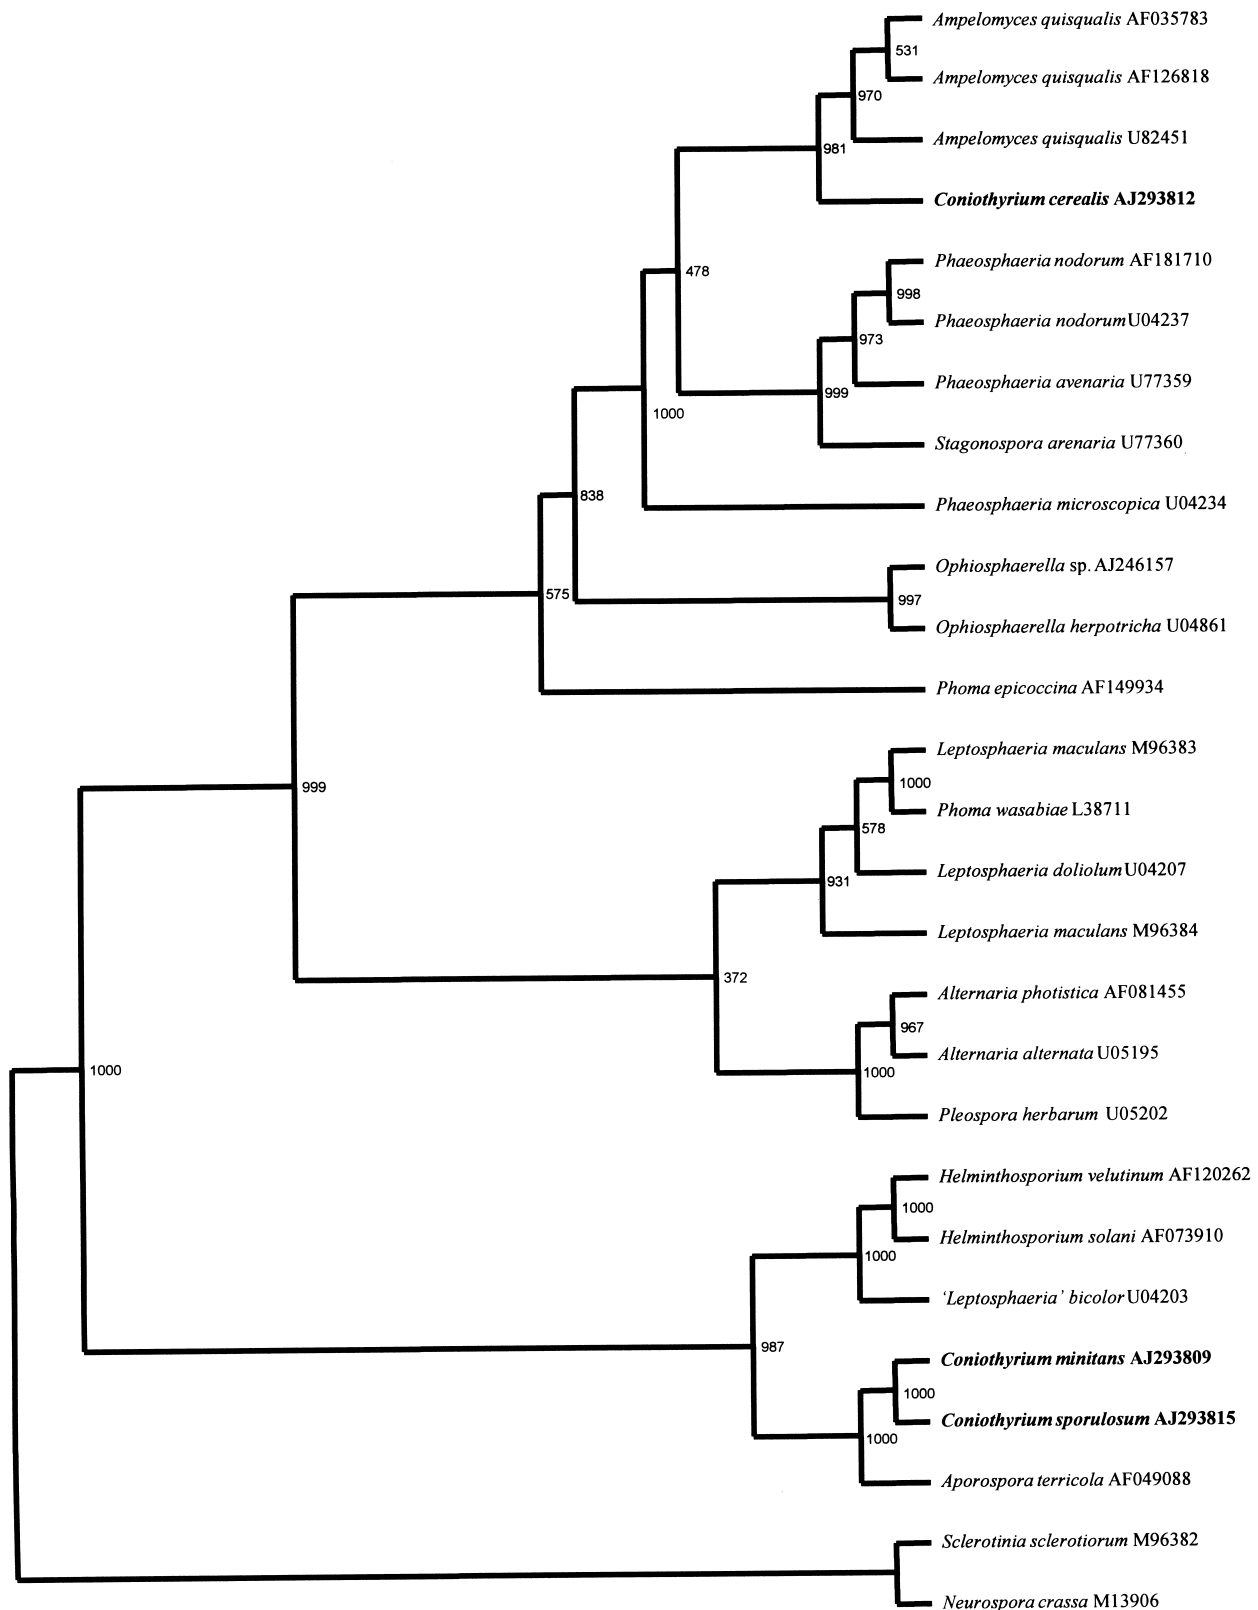 Ampelomyces quisqualis AF035783
531
Ampelomyces quisqualis AF126818
970
Ampelomyces quisqualis U82451
981
Coniothyrium cerealis AJ293812
Phaeosphaeria nodorum AF181710
478
998
Phaeosphaeria nodorum U04237
973
Phaeosphaeria avenaria U77359
999
1000
Stagonospora arenaria U77360
838
Phaeosphaeria microscopica U04234
Ophiosphaerella sp. AJ246157
575
997
Ophiosphaerella herpotricha U04861
Phoma epicoccina AF149934
Leptosphaeria maculans M96383
999
1000
Phoma wasabiae L38711
578
Leptosphaeria doliolum U04207
931
Leptosphaeria maculans M96384
372
Alternaria photistica AF081455
967
Alternaria alternata U05195
1000
1000
Pleospora herbarum U05202
Helminthosporium velutinum AF120262
1000
Helminthosporium solani AF073910
1000
‘Leptosphaeria’ bicolor U04203
987
Coniothyrium minitans AJ293809
1000
Coniothyrium sporulosum AJ293815
1000
Aporospora terricola AF049088
Sclerotinia sclerotiorum M96382
Neurospora crassa M13906